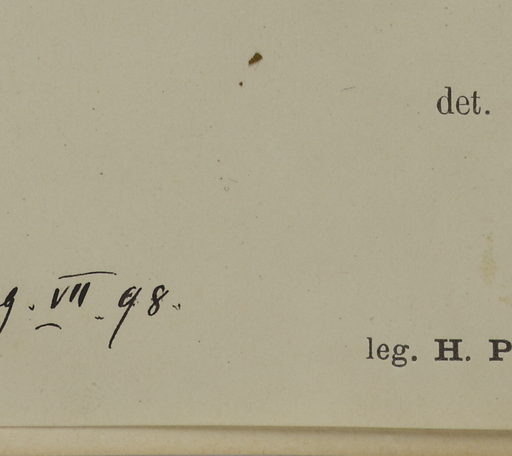 det.
9. VII. 98.
leg. H. P